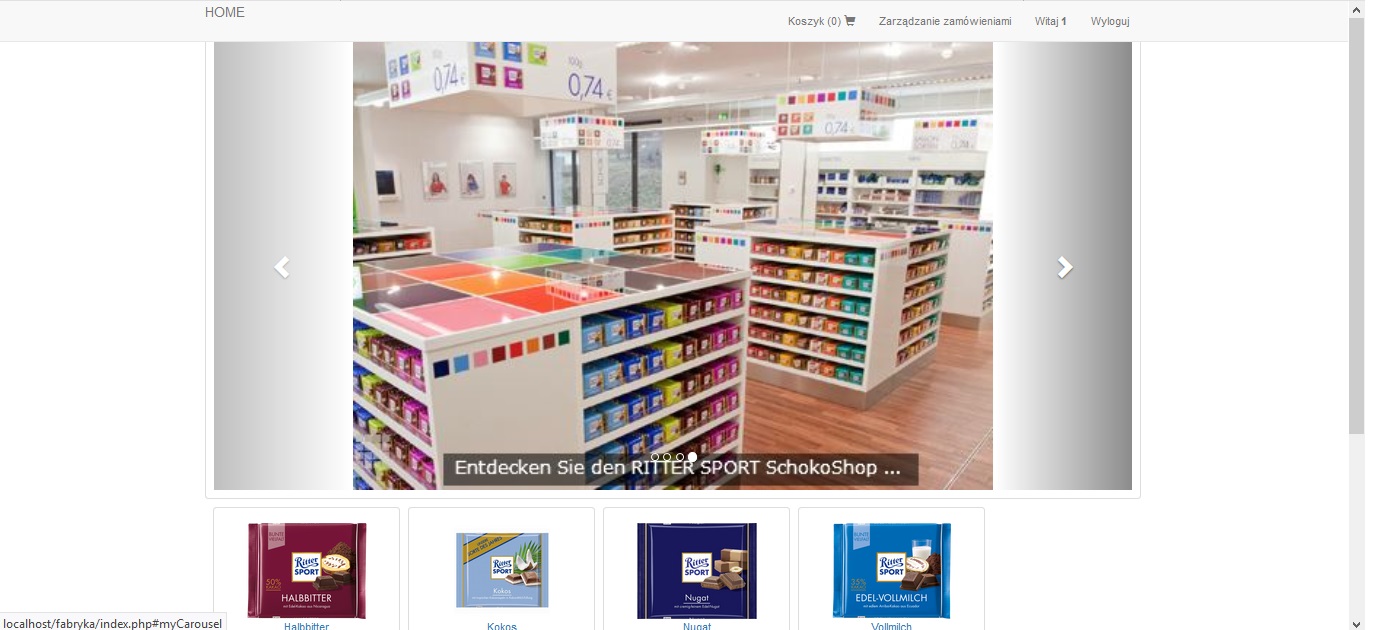 HOME
Koszyk (0) Zarządzanie zamówieniami Witaj 1 Wyloguj
100g
0,74 €
0,74 €
0,74 €
Entdecken Sie den RITTER SPORT SchokoShop ...
Ritter SPORT
50%
HALBBITTER
Ritter SPORT
Kokos
Ritter SPORT
Nugat
Ritter SPORT
35%
EDEL-VOLLMILCH
Halbbitter Kokos Nugat Vollmilch
localhost/fabryka/index.php#myCarousel